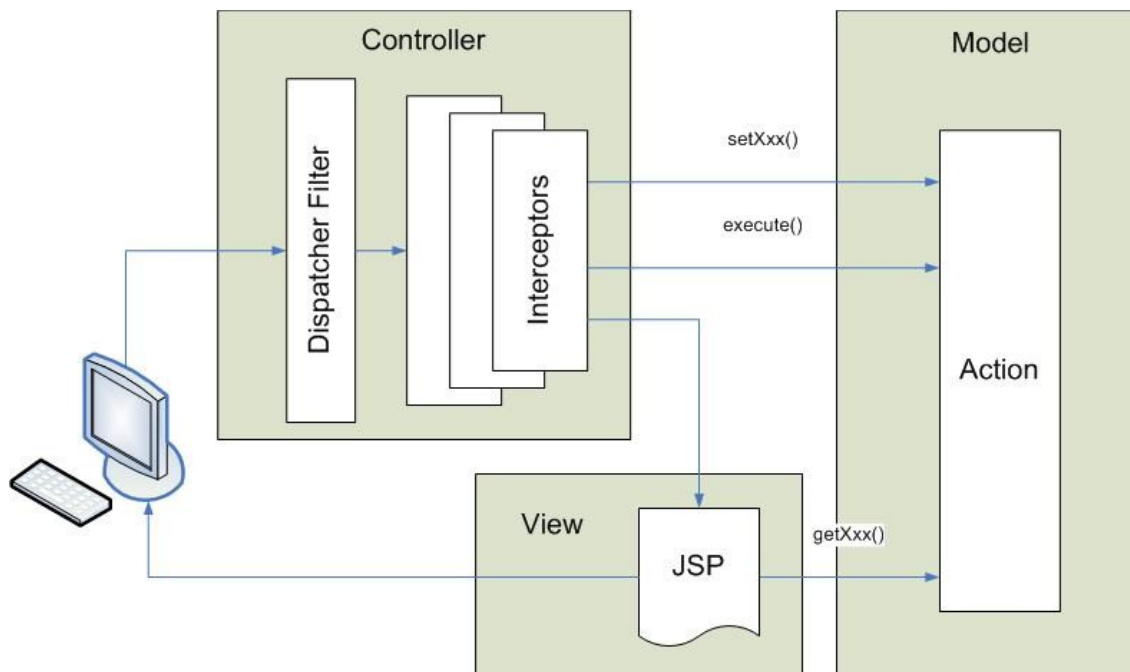 Controller
Model
Dispatcher Filter
Interceptors
setXxx()
execute()
Action
View
JSP
getXxx()